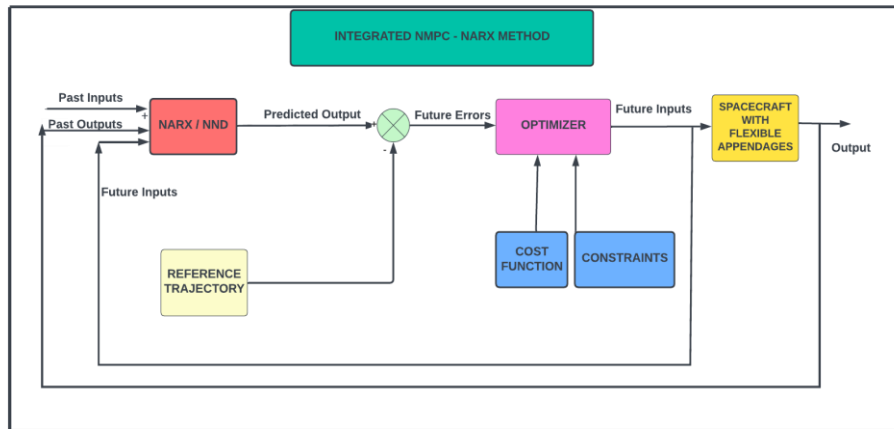 INTEGRATED NMPC - NARX METHOD
Past Inputs
+
Past Outputs
NARX / NND
Predicted Output
+
-
Future Errors
OPTIMIZER
Future Inputs
SPACECRAFT
WITH
FLEXIBLE
APPENDAGES
Output
Future Inputs
REFERENCE
TRAJECTORY
COST
FUNCTION
CONSTRAINTS